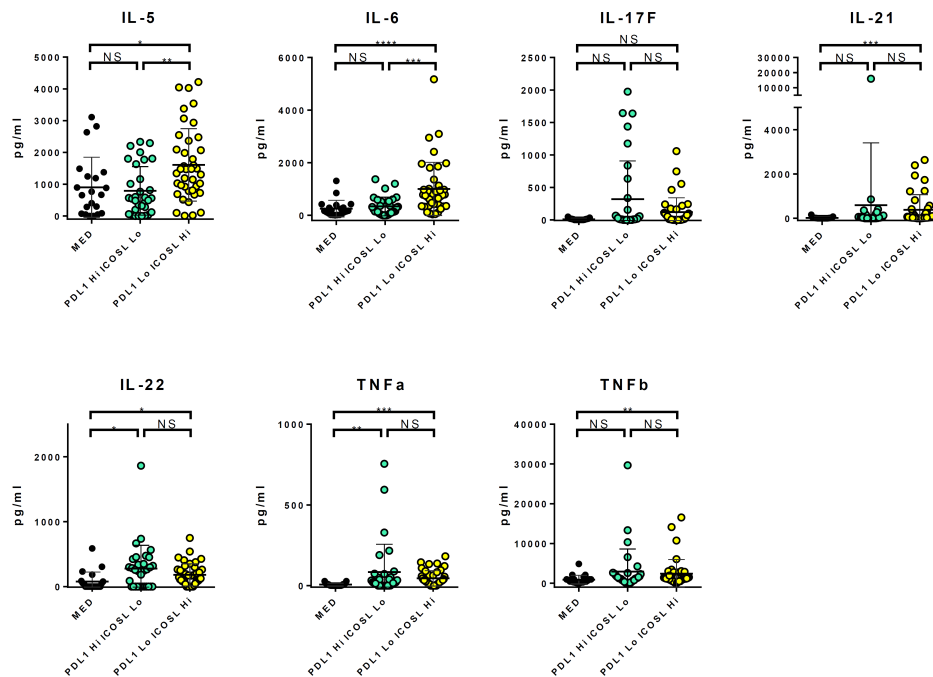 IL-5
*
NS **
pg/ml
5000
4000
3000
2000
1000
0
MED
PDL1 Hi ICOSL Lo
PDL1 Lo ICOSL Hi
IL-6
****
NS ***
pg/ml
6000
4000
2000
0
MED
PDL1 Hi ICOSL Lo
PDL1 Lo ICOSL Hi
IL-17F
NS
NS NS
pg/ml
2500
2000
1500
1000
500
0
MED
PDL1 Hi ICOSL Lo
PDL1 Lo ICOSL Hi
IL-21
***
NS NS
pg/ml
30000
20000
10000
4000
2000
0
MED
PDL1 Hi ICOSL Lo
PDL1 Lo ICOSL Hi
IL-22
*
* NS
pg/ml
2000
1000
0
MED
PDL1 Hi ICOSL Lo
PDL1 Lo ICOSL Hi
TNFa
***
** NS
pg/ml
1000
500
0
MED
PDL1 Hi ICOSL Lo
PDL1 Lo ICOSL Hi
TNFb
**
NS NS
pg/ml
40000
30000
20000
10000
0
MED
PDL1 Hi ICOSL Lo
PDL1 Lo ICOSL Hi